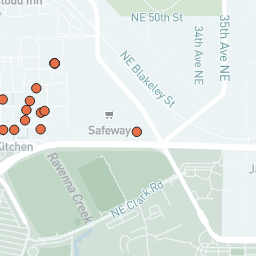 NE 50th St
35th Ave NE
34th Ave NE
NE Blakeley St
Safeway
Kitchen
Ravenna
Creek
NE Clark Rd